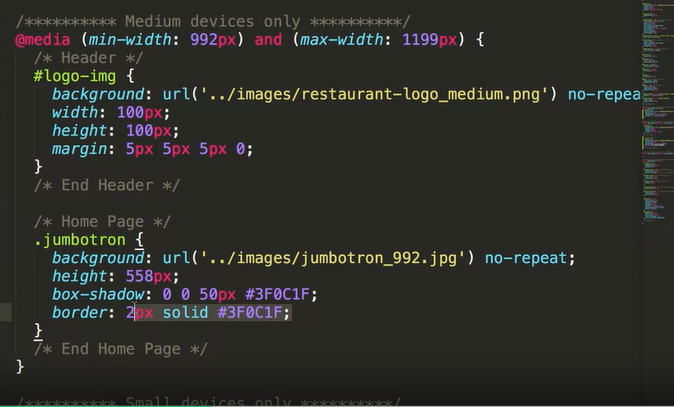 /********** Medium devices only **********/
@media (min-width: 992px) and (max-width: 1199px) {
/* Header */
#logo-img {
background: url('../images/restaurant-logo_medium.png') no-repea
width: 100px;
height: 100px;
margin: 5px 5px 5px 0;
}
/* End Header */
/* Home Page */
.jumbotron {
background: url('../images/jumbotron_992.jpg') no-repeat;
height: 558px;
box-shadow: 0 0 50px #3F0C1F;
border: 2px solid #3F0C1F;
}
/* End Home Page */
}
/********** Small devices only **********/